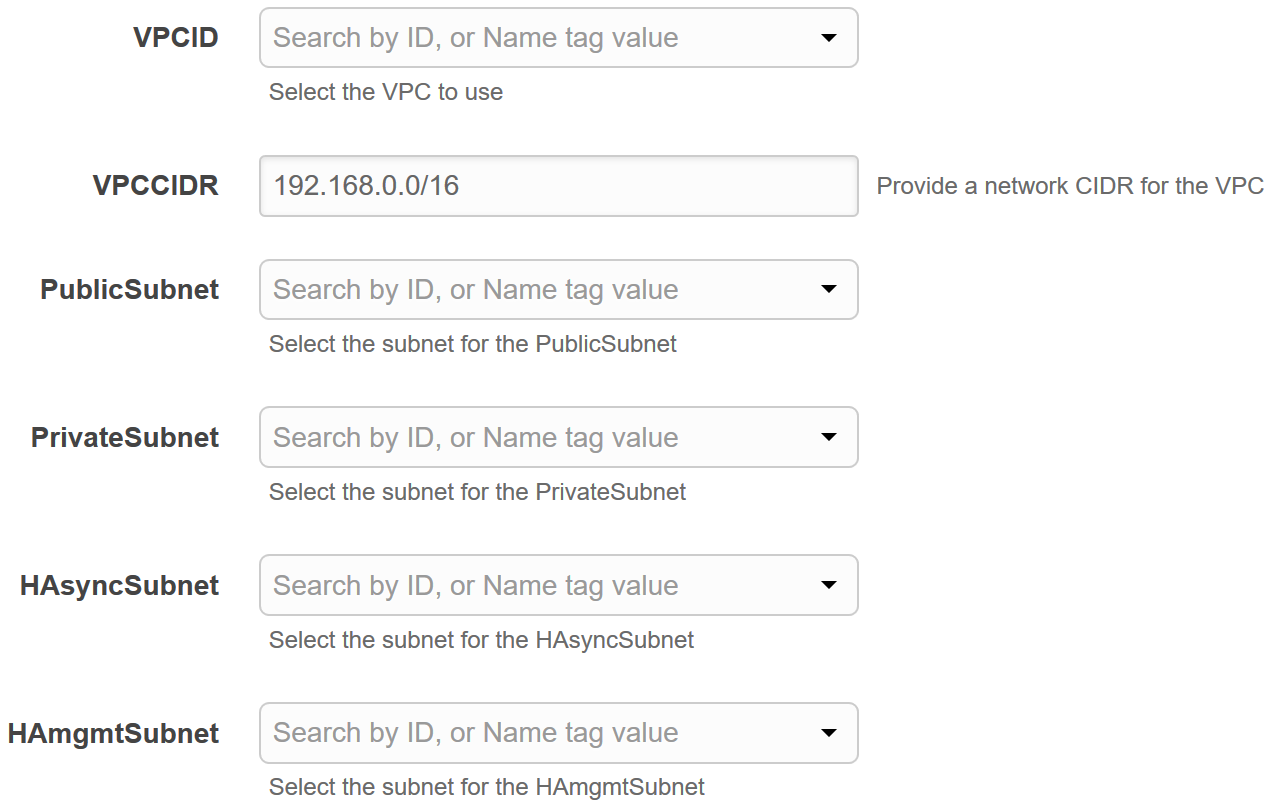 VPCID Search by ID, or Name tag value
Select the VPC to use
VPCCIDR 192.168.0.0/16 Provide a network CIDR for the VPC
PublicSubnet Search by ID, or Name tag value
Select the subnet for the PublicSubnet
PrivateSubnet Search by ID, or Name tag value
Select the subnet for the PrivateSubnet
HAsyncSubnet Search by ID, or Name tag value
Select the subnet for the HAsyncSubnet
HAmgmtSubnet Search by ID, or Name tag value
Select the subnet for the HAmgmtSubnet